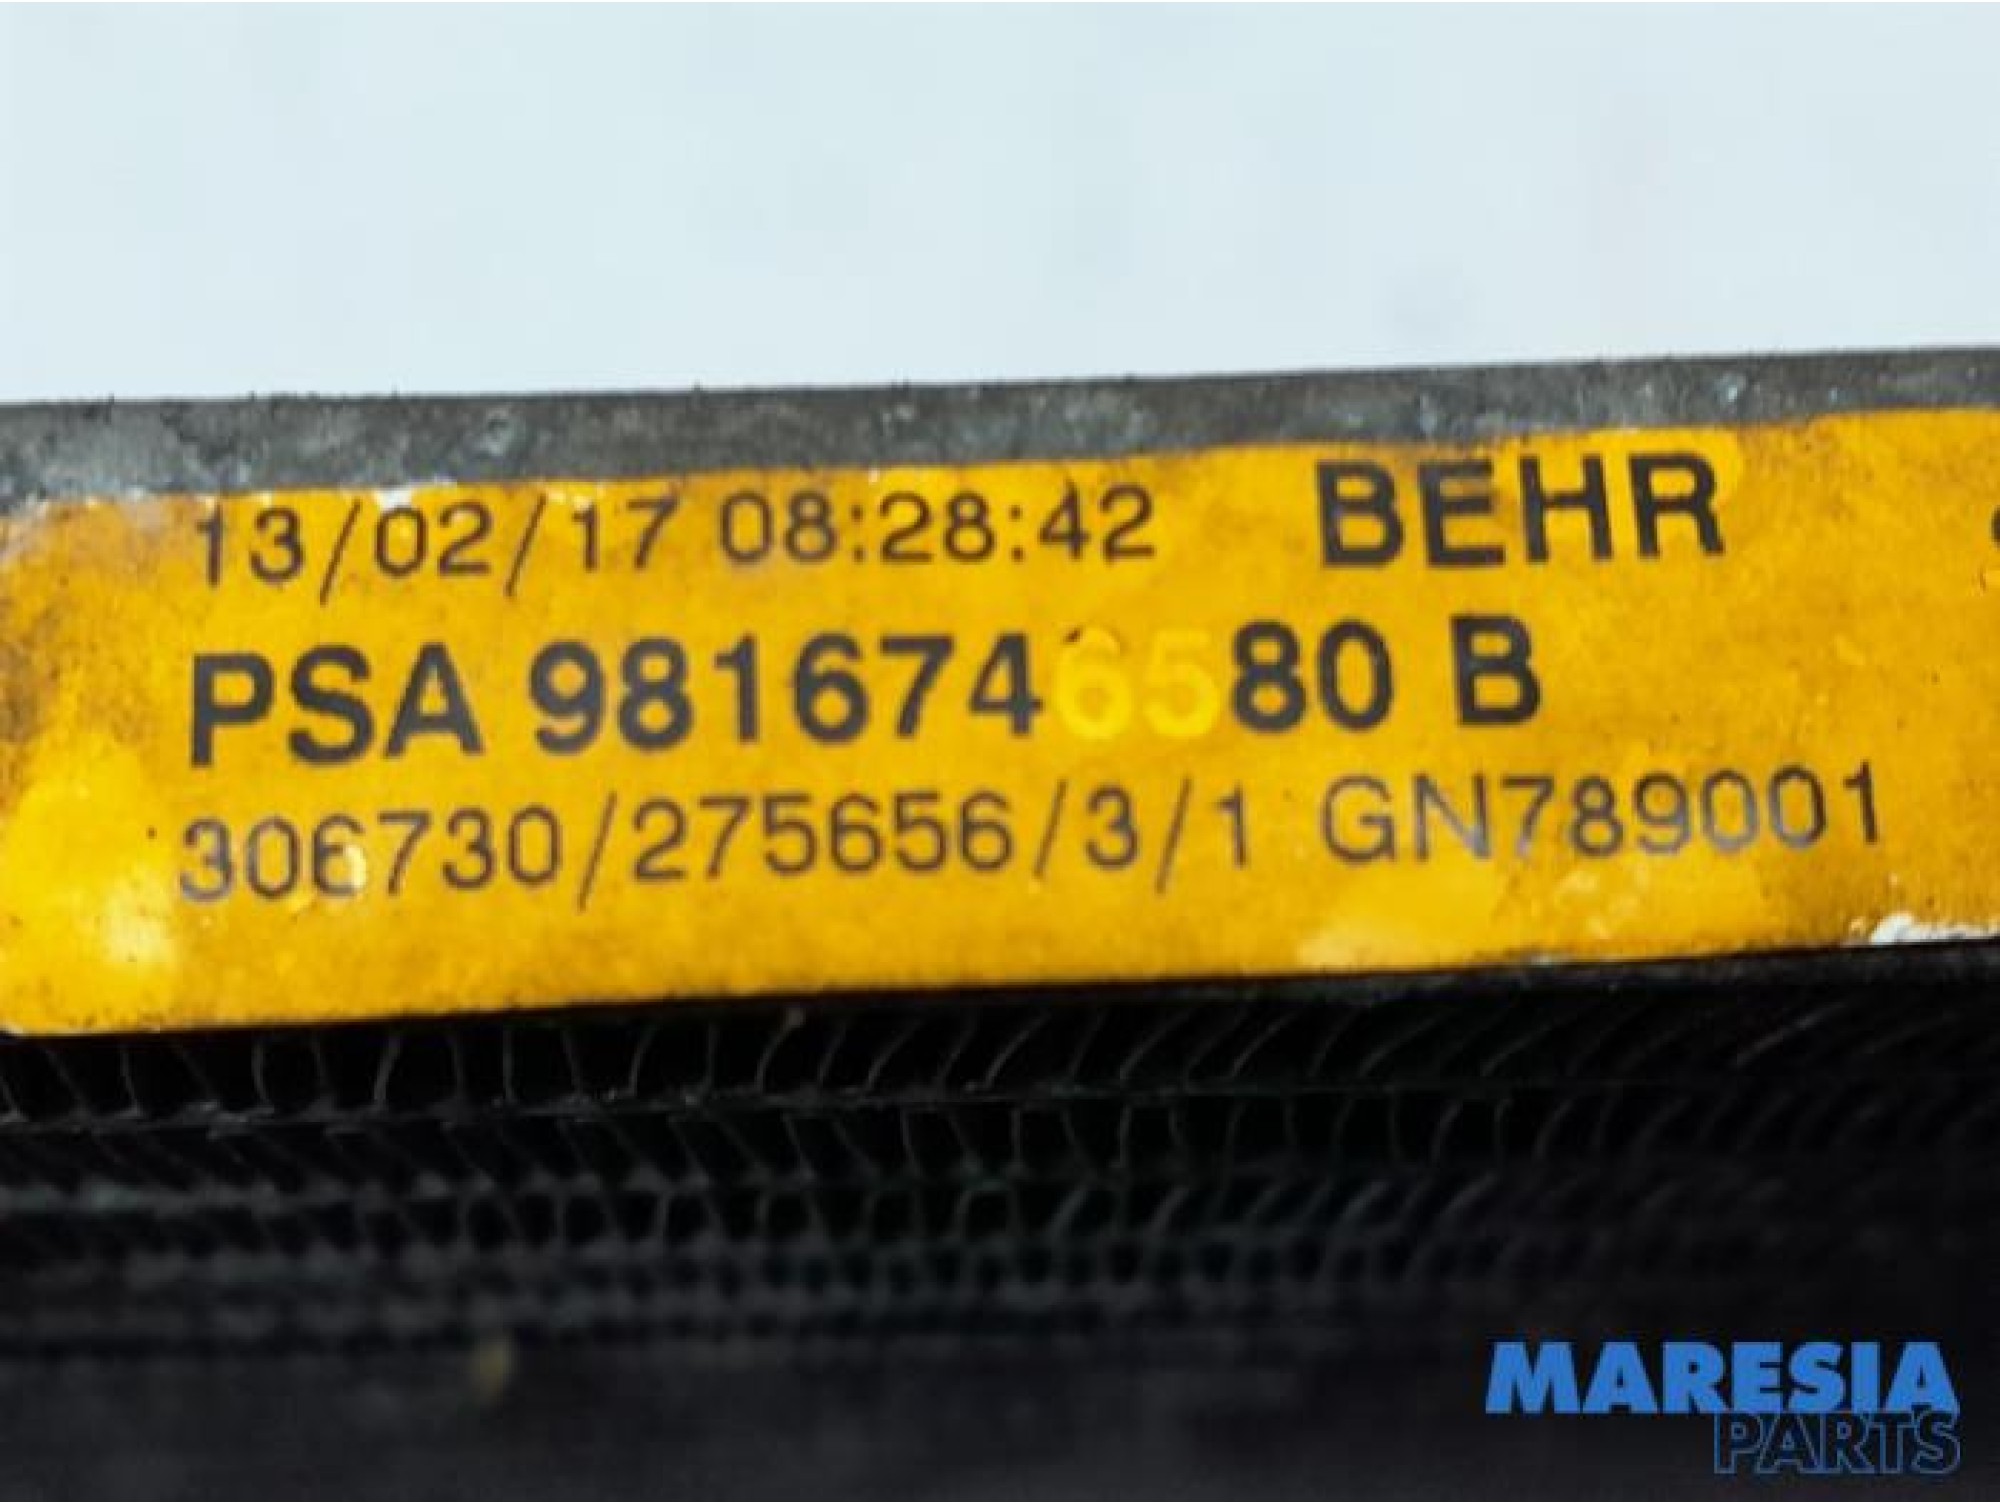 13/02/17 08:28:42 BEHR
PSA 9816746580 B
306730/275656/3/1 GN789001
MARESIA
PARTS